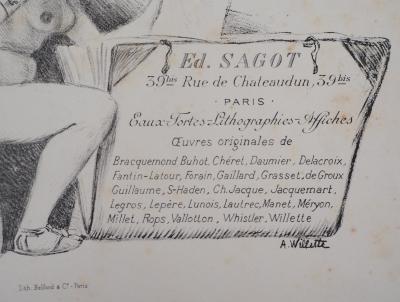 Ed. SAGOT
39bis Rue de Chateaudun, 39bis
· PARIS ·
Eaux-Fortes-Lithographies-Affiches
Œuvres originales de
Bracquemond Buhot, Chéret, Daumier, Delacroix,
Fantin-Latour, Forain, Gaillard, Grasset, de Groux
Guillaume, S-Haden, Ch. Jacque, Jacquemart,
Legros, Lepère, Lunois, Lautrec, Manet, Méryon,
Millet, Rops, Vallotton, Whistler, Willette
A. Willette
Lith. Belfond & Cie - Paris